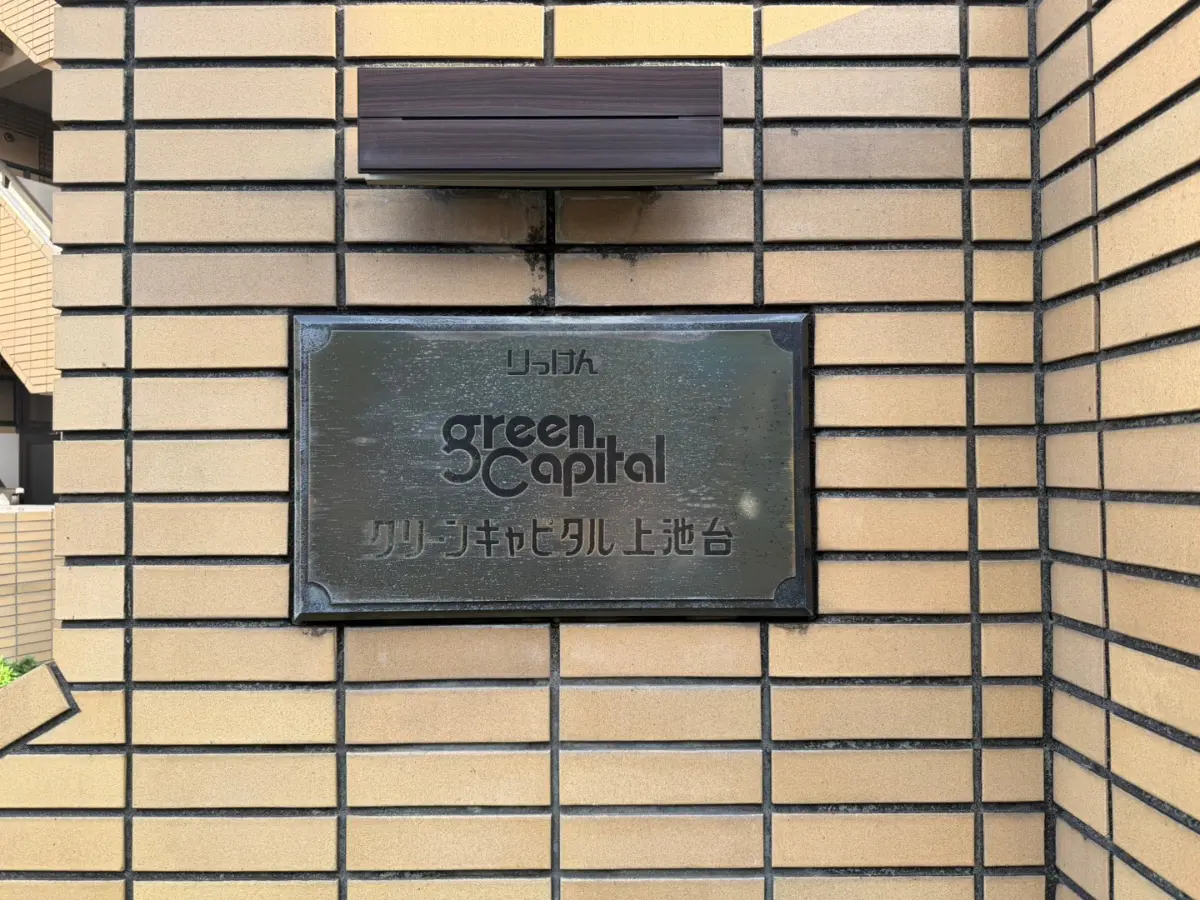 りっけん
green
Capital
グリーンキャピタル上池台